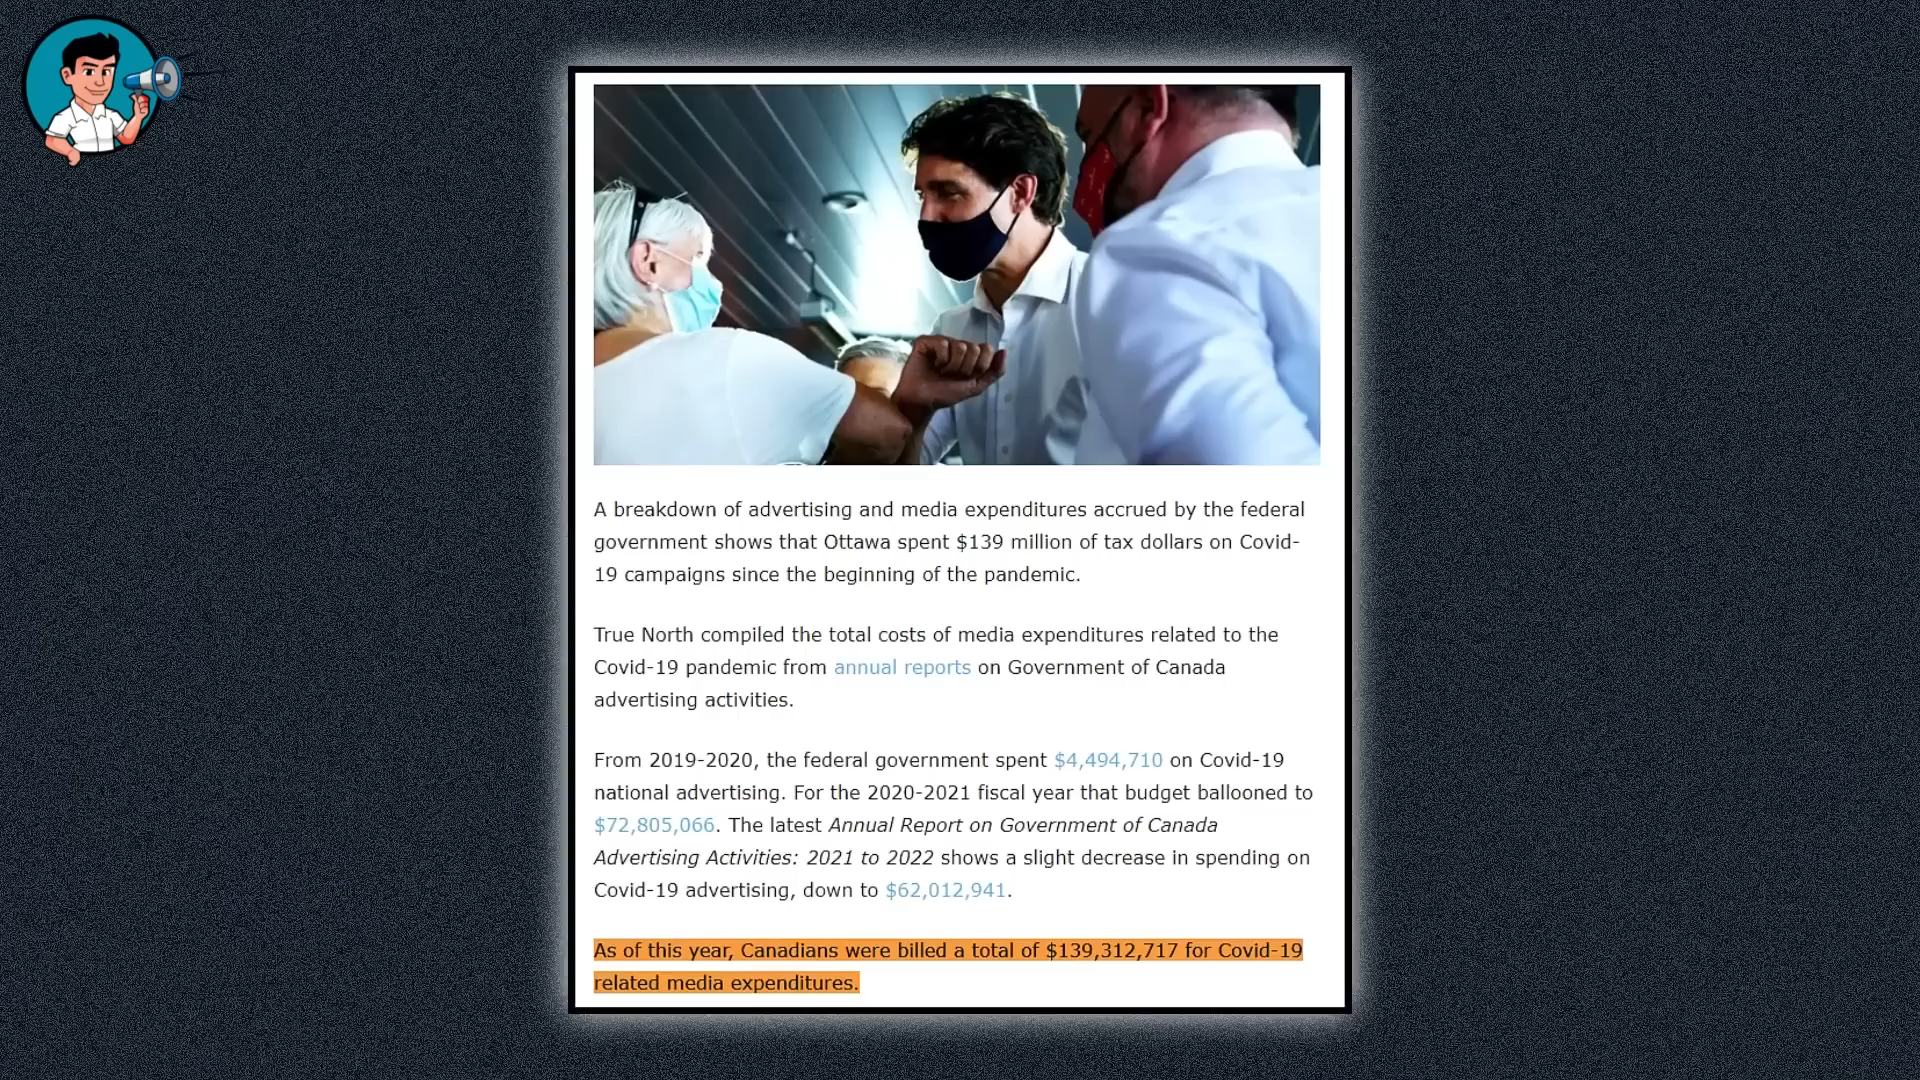 A breakdown of advertising and media expenditures accrued by the federal
government shows that Ottawa spent $139 million of tax dollars on Covid-
19 campaigns since the beginning of the pandemic.
True North compiled the total costs of media expenditures related to the
Covid-19 pandemic from annual reports on Government of Canada
advertising activities.
From 2019-2020, the federal government spent $4,494,710 on Covid-19
national advertising. For the 2020-2021 fiscal year that budget ballooned to
$72,805,066. The latest Annual Report on Government of Canada
Advertising Activities: 2021 to 2022 shows a slight decrease in spending on
Covid-19 advertising, down to $62,012,941.
As of this year, Canadians were billed a total of $139,312,717 for Covid-19
related media expenditures.